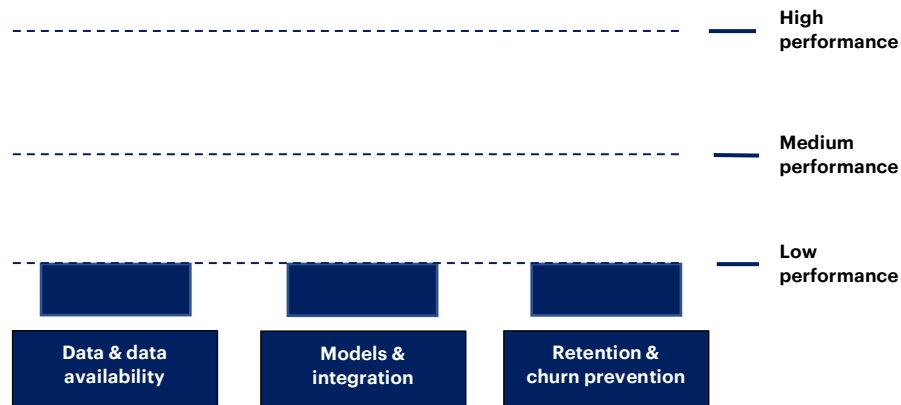 High
performance
Medium
performance
Low
performance
Data & data
availability
Models &
integration
Retention &
churn prevention